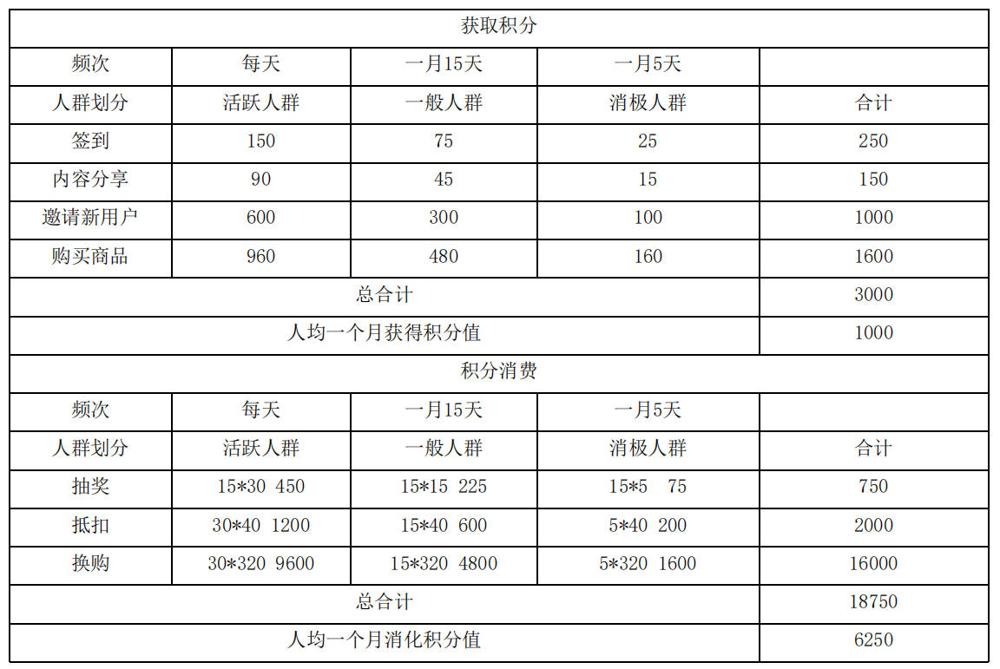 获取积分
频次 每天 一月15天 一月5天
人群划分 活跃人群 一般人群 消极人群 合计
签到 150 75 25 250
内容分享 90 45 15 150
邀请新用户 600 300 100 1000
购买商品 960 480 160 1600
总合计 3000
人均一个月获得积分值 1000
积分消费
频次 每天 一月15天 一月5天
人群划分 活跃人群 一般人群 消极人群 合计
抽奖 15*30 450 15*15 225 15*5 75 750
抵扣 30*40 1200 15*40 600 5*40 200 2000
换购 30*320 9600 15*320 4800 5*320 1600 16000
总合计 18750
人均一个月消化积分值 6250